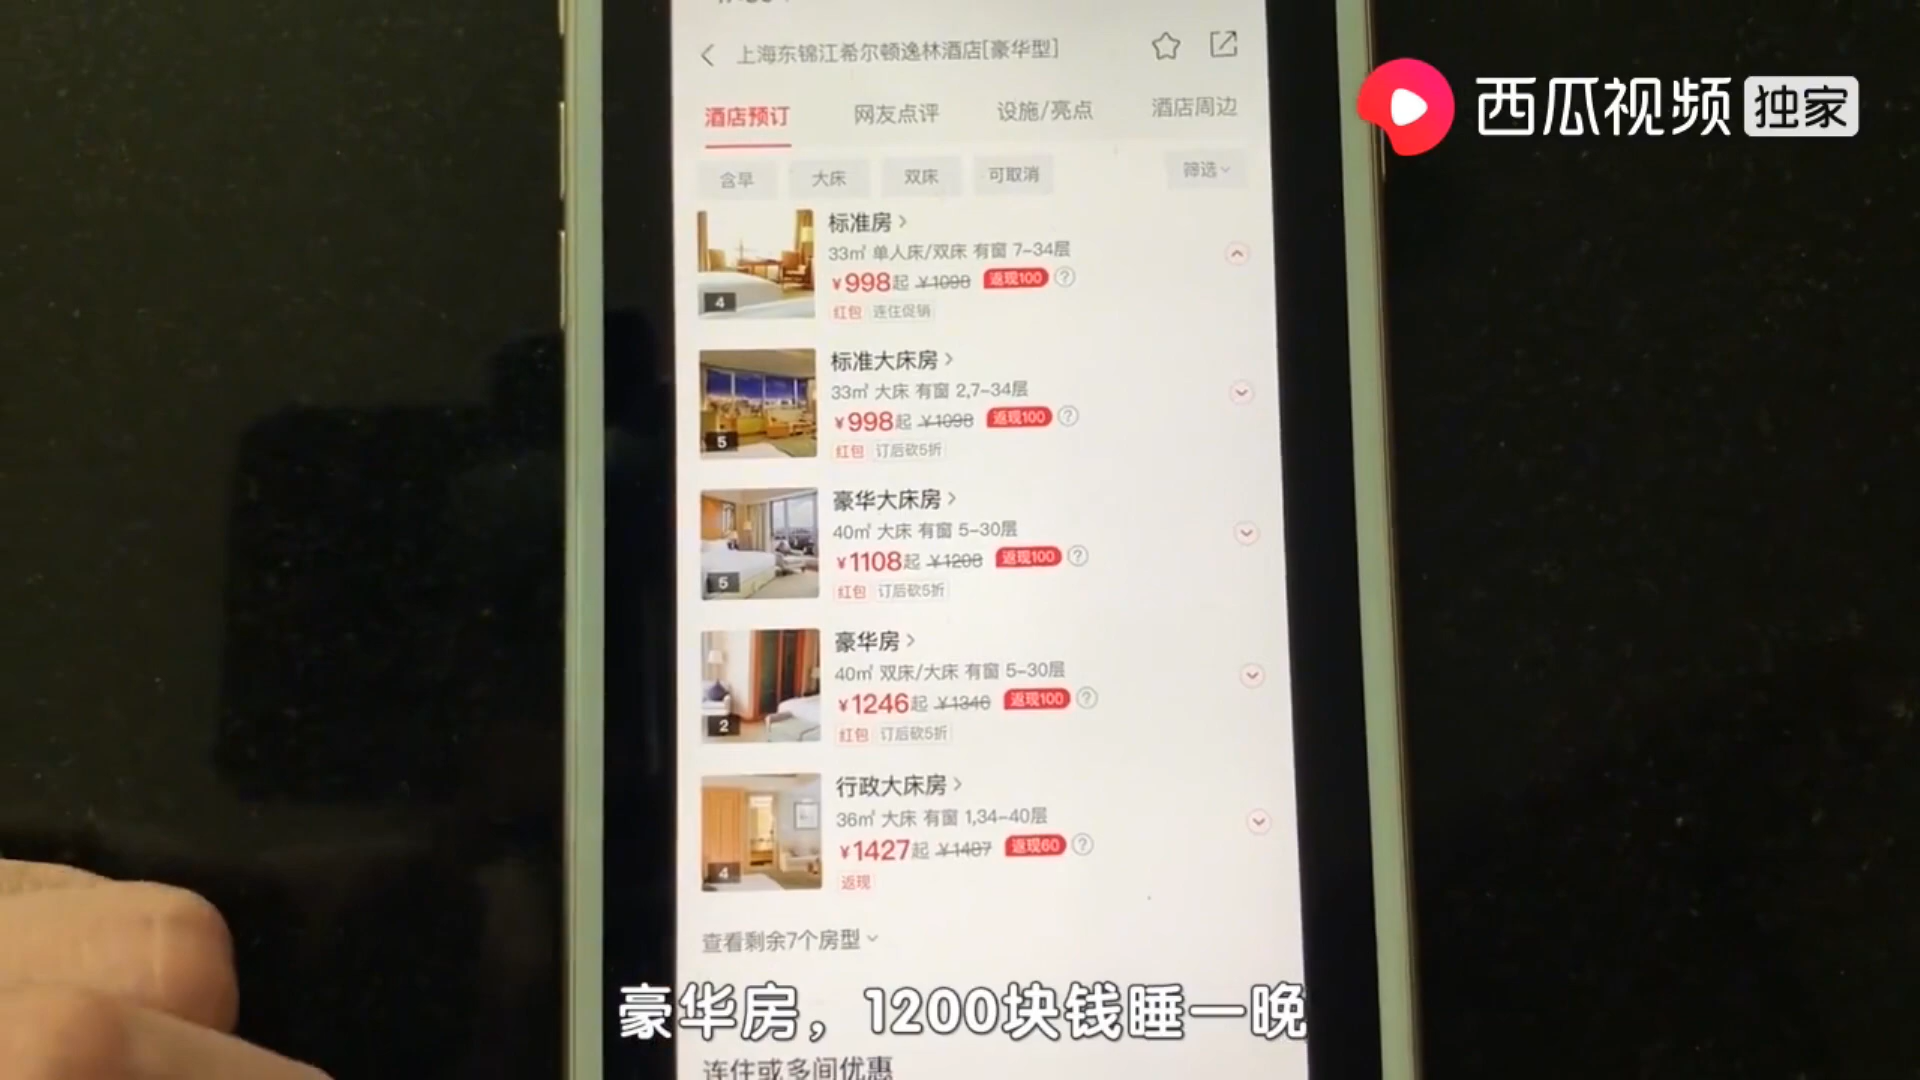 上海东锦江希尔顿逸林酒店[豪华型]
西瓜视频 独家
酒店预订 网友点评 设施/亮点 酒店周边
含早 大床 双床 可取消 筛选
标准房
33㎡ 单人床/双床 有窗 7-34层
¥998起 ¥1098 返现100 ?
4
红包 连住促销
标准大床房
33㎡ 大床 有窗 2,7-34层
¥998起 ¥1098 返现100 ?
5
红包 订后砍5折
豪华大床房
40㎡ 大床 有窗 5-30层
¥1108起 ¥1208 返现100 ?
5
红包 订后砍5折
豪华房
40㎡ 双床/大床 有窗 5-30层
¥1246起 ¥1346 返现100 ?
2
红包 订后砍5折
行政大床房
36㎡ 大床 有窗 1,34-40层
¥1427起 ¥1487 返现60 ?
4
返现
查看剩余7个房型
豪华房，1200块钱睡一晚
连住或多间优惠